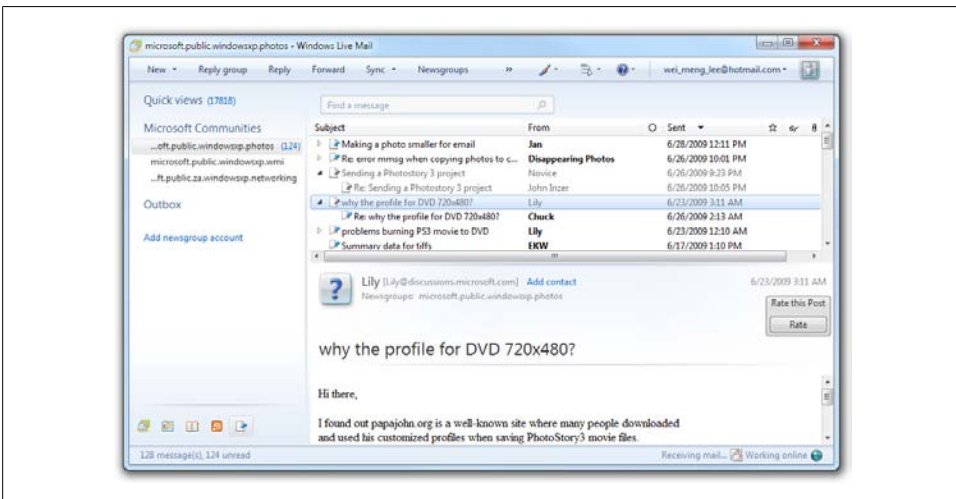 microsoft.public.windowsxp.photos - Windows Live Mail
New Reply group Reply Forward Sync Newsgroups » wei_meng_lee@hotmail.com
Quick views (17818)
Find a message
Microsoft Communities
...oft.public.windowsxp.photos (124)
microsoft.public.windowsxp.wmi
...ft.public.za.windowsxp.networking
Outbox
Add newsgroup account
Subject From Sent
Making a photo smaller for email Jan 6/28/2009 12:11 PM
Re: error mmsg when copying photos to c... Disappearing Photos 6/26/2009 10:01 PM
Sending a Photostory 3 project Novice 6/26/2009 9:23 PM
Re: Sending a Photostory 3 project John Inzer 6/26/2009 10:05 PM
why the profile for DVD 720x480? Lily 6/23/2009 3:11 AM
Re: why the profile for DVD 720x480? Chuck 6/26/2009 2:13 AM
problems burning PS3 movie to DVD Lily 6/23/2009 12:10 AM
Summary data for tiffs EKW 6/17/2009 1:10 PM
Lily [Lily@discussions.microsoft.com] Add contact 6/23/2009 3:11 AM
Newsgroups: microsoft.public.windowsxp.photos
Rate this Post
Rate
why the profile for DVD 720x480?
Hi there,
I found out papajohn.org is a well-known site where many people downloaded
and used his customized profiles when saving PhotoStory3 movie files.
128 message(s), 124 unread Receiving mail... Working online